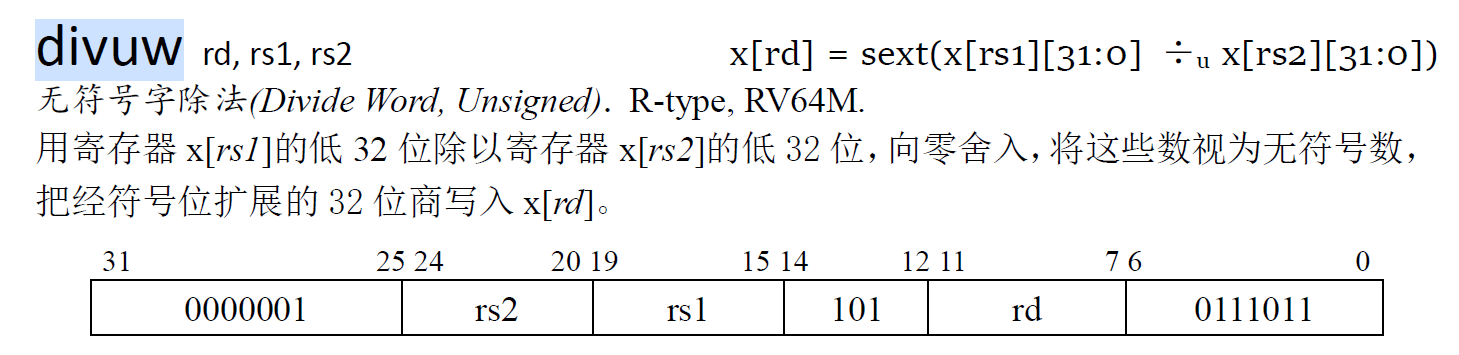 divuw rd, rs1, rs2 x[rd] = sext(x[rs1][31:0] ÷u x[rs2][31:0])
无符号字除法(Divide Word, Unsigned). R-type, RV64M.
用寄存器 x[rs1]的低 32 位除以寄存器 x[rs2]的低 32 位，向零舍入，将这些数视为无符号数，
把经符号位扩展的 32 位商写入 x[rd]。
31 25 24 20 19 15 14 12 11 7 6 0
0000001 rs2 rs1 101 rd 0111011